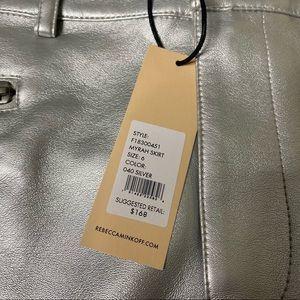 STYLE:
F18300451
MYRAH SKIRT
SIZE: 6
COLOR:
040 SILVER
SUGGESTED RETAIL:
$168
REBECCAMINKOFF.COM